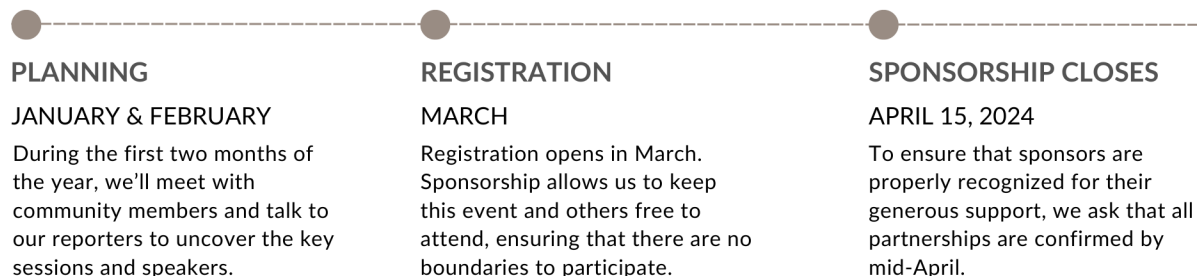 PLANNING
JANUARY & FEBRUARY
During the first two months of
the year, we’ll meet with
community members and talk to
our reporters to uncover the key
sessions and speakers.
REGISTRATION
MARCH
Registration opens in March.
Sponsorship allows us to keep
this event and others free to
attend, ensuring that there are no
boundaries to participate.
SPONSORSHIP CLOSES
APRIL 15, 2024
To ensure that sponsors are
properly recognized for their
generous support, we ask that all
partnerships are confirmed by
mid-April.